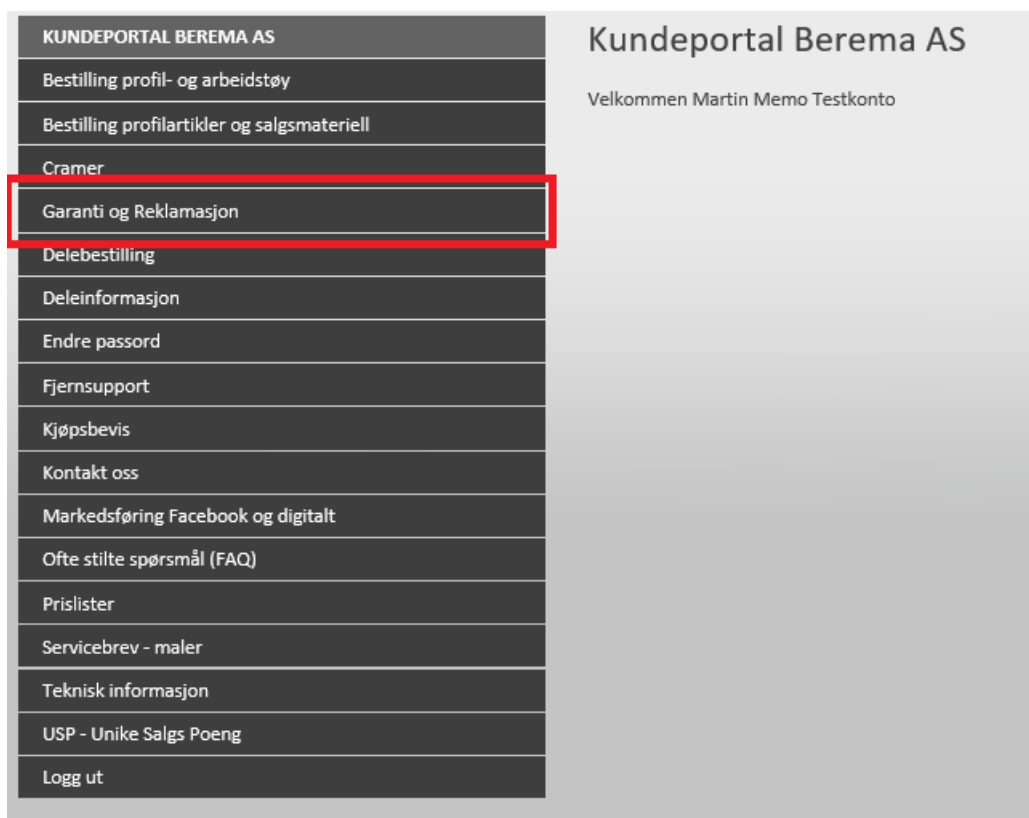 KUNDEPORTAL BEREMA AS
Bestilling profil- og arbeidstøy
Bestilling profilartikler og salgsmateriell
Cramer
Garanti og Reklamasjon
Delebestilling
Deleinformasjon
Endre passord
Fjernsupport
Kjøpsbevis
Kontakt oss
Markedsføring Facebook og digitalt
Ofte stilte spørsmål (FAQ)
Prislister
Servicebrev - maler
Teknisk informasjon
USP - Unike Salgs Poeng
Logg ut
Kundeportal Berema AS
Velkommen Martin Memo Testkonto